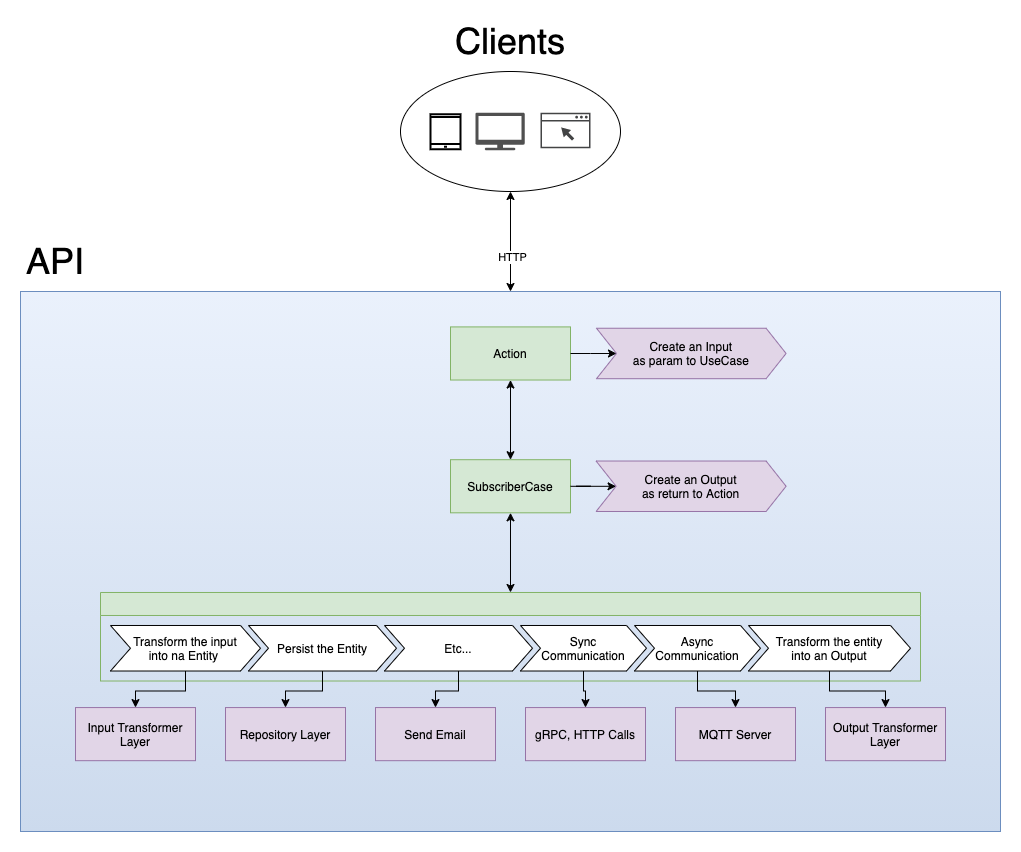 Clients
HTTP
API
Action
Create an Input
as param to UseCase
SubscriberCase
Create an Output
as return to Action
Transform the input
into na Entity
Persist the Entity
Etc...
Sync
Communication
Async
Communication
Transform the entity
into an Output
Input Transformer
Layer
Repository Layer
Send Email
gRPC, HTTP Calls
MQTT Server
Output Transformer
Layer